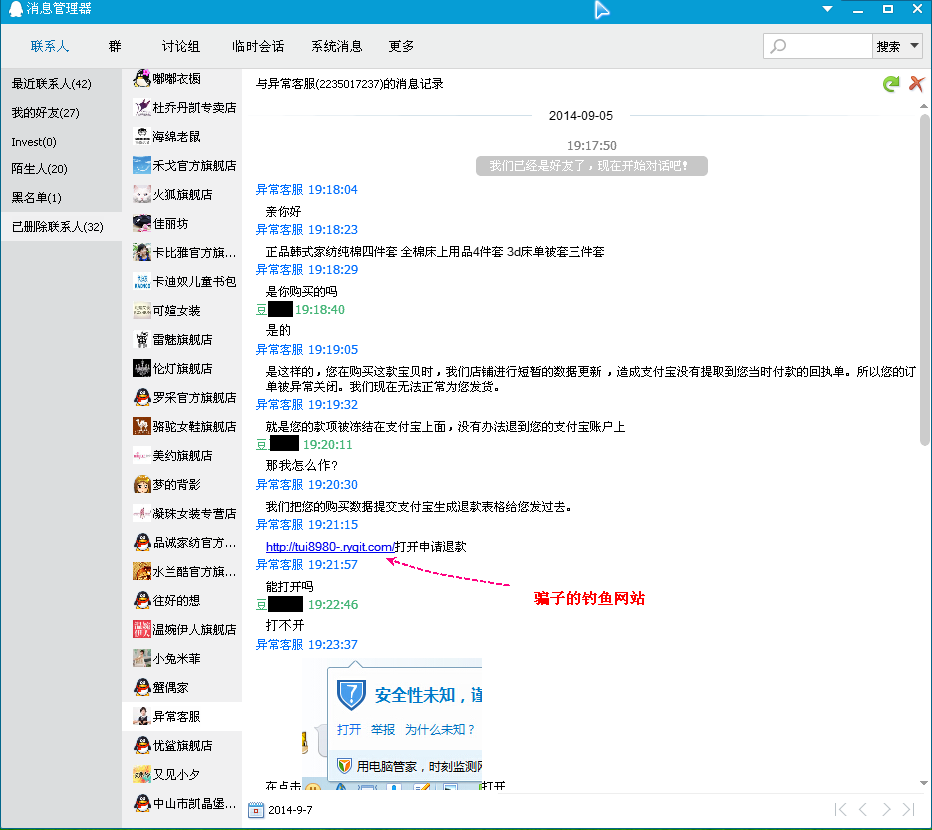 消息管理器
联系人 群 讨论组 临时会话 系统消息 更多 搜索
最近联系人(42)
我的好友(27)
Invest(0)
陌生人(20)
黑名单(1)
已删除联系人(32)
嘟嘟衣橱
杜乔丹凯专卖店
海绵老鼠
禾戈官方旗舰店
火狐旗舰店
佳丽坊
卡比雅官方旗...
卡迪奴儿童书包
可媗女装
雷魅旗舰店
伦灯旗舰店
罗采官方旗舰店
骆驼女鞋旗舰店
美约旗舰店
梦的背影
凝珠女装专营店
品诚家纺官方...
水兰酷官方旗...
往好的想
温婉伊人旗舰店
小兔米菲
蟹偶家
异常客服
优鲨旗舰店
又见小夕
中山市凯晶堡...
与异常客服(2235017237)的消息记录
2014-09-05
19:17:50
我们已经是好友了，现在开始对话吧！
异常客服 19:18:04
亲你好
异常客服 19:18:23
正品韩式家纺纯棉四件套 全棉床上用品4件套 3d床单被套三件套
异常客服 19:18:29
是你购买的吗
豆 19:18:40
是的
异常客服 19:19:05
是这样的，您在购买这款宝贝时，我们店铺进行短暂的数据更新 ，造成支付宝没有提取到您当时付款的回执单。所以您的订
单被异常关闭。我们现在无法正常为您发货。
异常客服 19:19:32
就是您的款项被冻结在支付宝上面，没有办法退到您的支付宝账户上
豆 19:20:11
那我怎么作?
异常客服 19:20:30
我们把您的购买数据提交支付宝生成退款表格给您发过去。
异常客服 19:21:15
http://tui8980-.rygit.com/打开申请退款
异常客服 19:21:57
能打开吗
骗子的钓鱼网站
豆 19:22:46
打不开
异常客服 19:23:37
安全性未知，谨
打开 举报 为什么未知？
用电脑管家，时刻监测
在点击 打开
2014-9-7